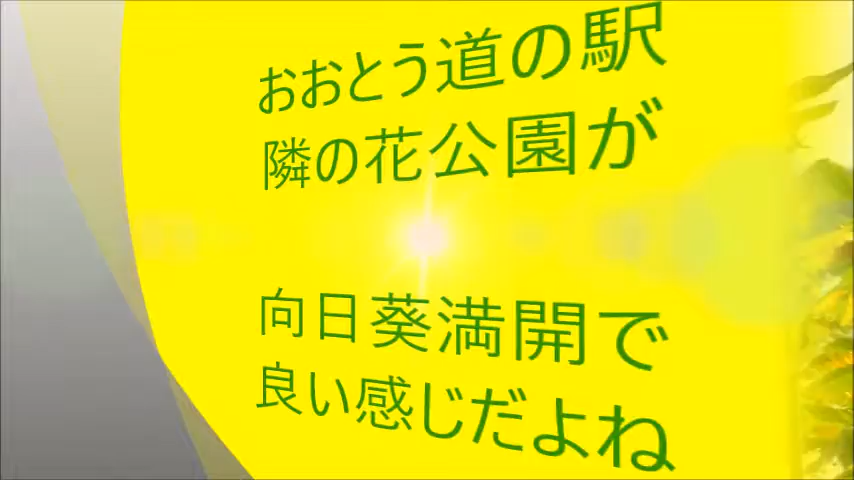 おおとう道の駅
隣の花公園が
向日葵満開で
良い感じだよね